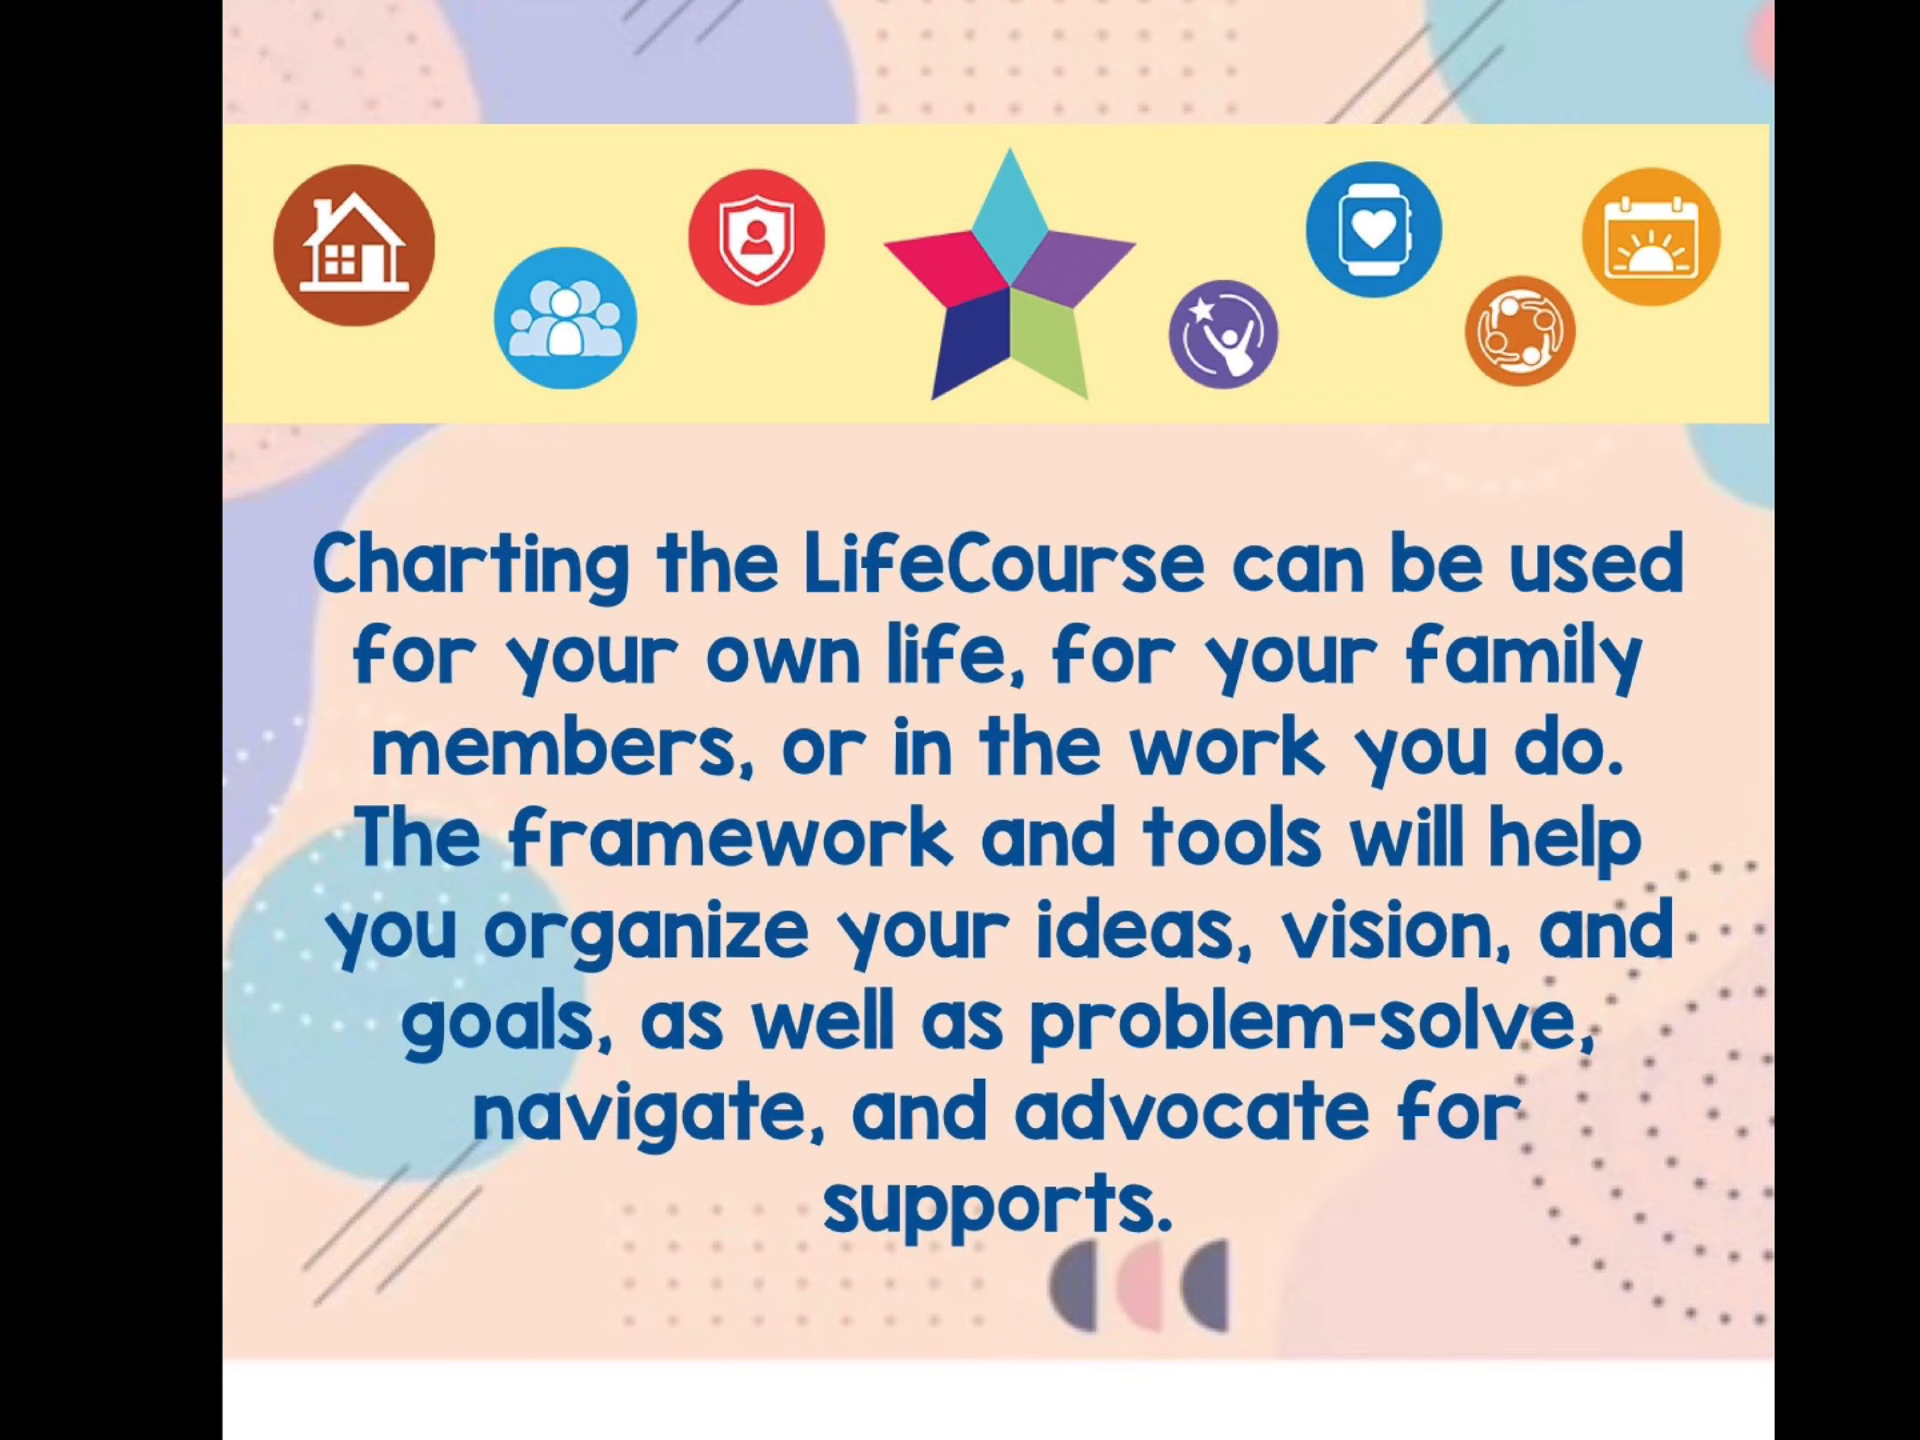 Charting the LifeCourse can be used
for your own life, for your family
members, or in the work you do.
The framework and tools will help
you organize your ideas, vision, and
goals, as well as problem-solve,
navigate, and advocate for
supports.